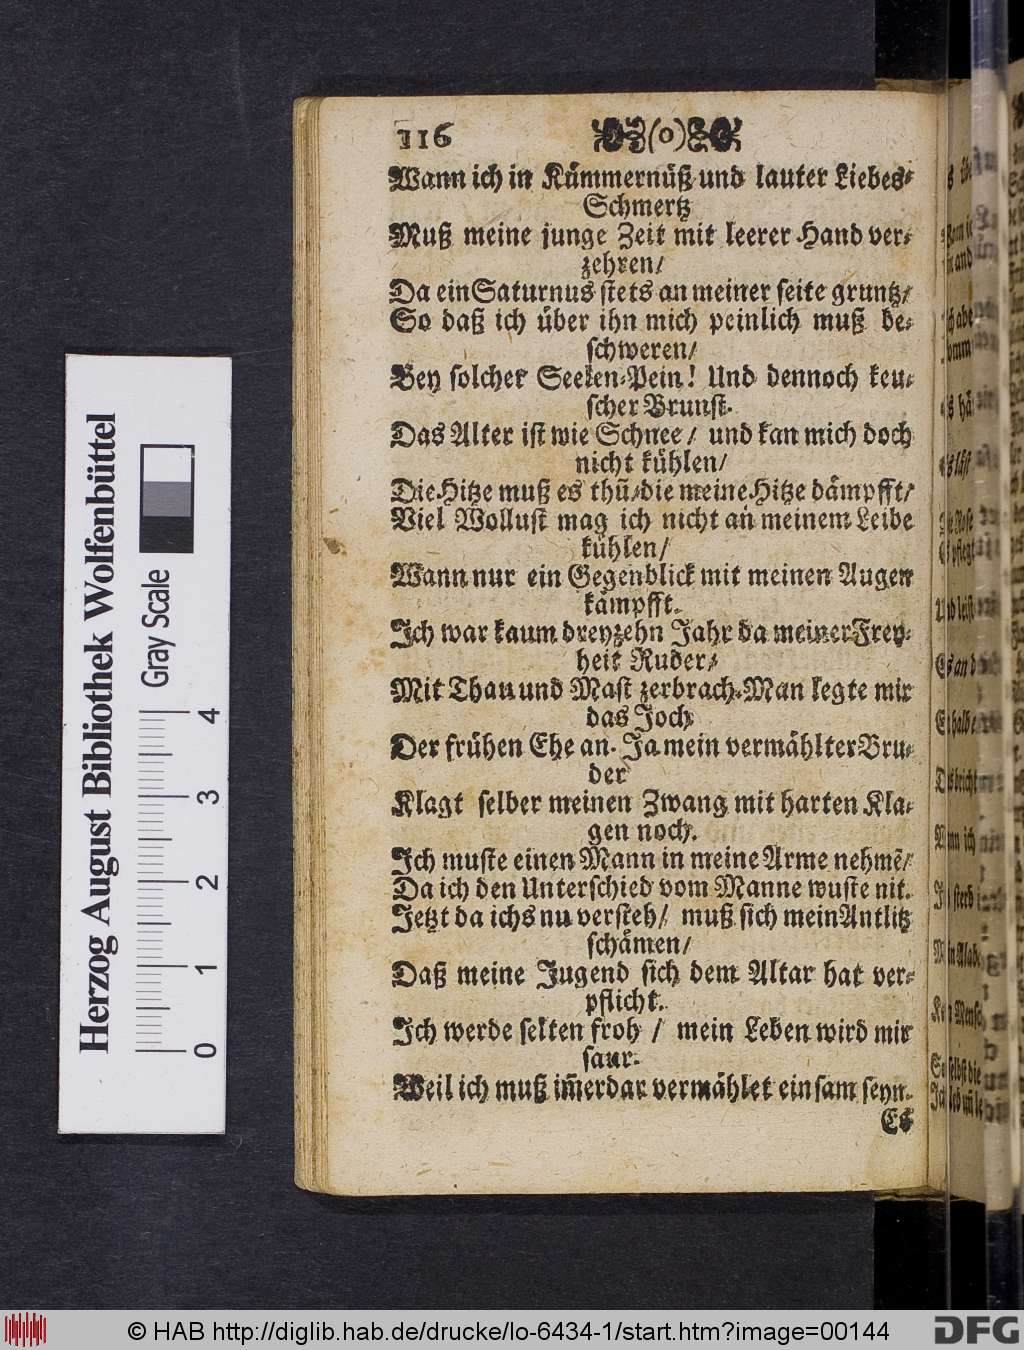 116 (o)
Wann ich in Kümmernüß und lauter Liebes-
Schmertz
Muß meine junge Zeit mit leerer Hand ver-
zehren/
Da ein Saturnus stets an meiner seite gruntz/
So daß ich über ihn mich peinlich muß be-
schweren/
Bey solcher Seelen-Pein! Und dennoch keu-
scher Brunst.
Das Alter ist wie Schnee/ und kan mich doch
nicht kühlen/
Die Hitze muß es thũ/die meine Hitze dämpfft/
Viel Wollust mag ich nicht an meinem Leibe
kühlen/
Wann nur ein Gegenblick mit meinen Augen
kämpfft.
Ich war kaum dreyzehn Jahr da meiner Frey-
heit Ruder/
Mit Thau und Mast zerbrach. Man legte mir
das Joch
Der frühen Ehe an. Ja mein vermählter Bru-
der
Klagt selber meinen Zwang mit harten Kla-
gen noch.
Ich muste einen Mann in meine Arme nehmẽ/
Da ich den Unterschied vom Manne wuste nit.
Jetzt da ichs nu versteh/ muß sich mein Antlitz
schämen/
Daß meine Jugend sich dem Altar hat ver-
pflicht.
Ich werde selten froh / mein Leben wird mir
saur.
Weil ich muß im̃erdar vermählet einsam seyn.
Es
Herzog August Bibliothek Wolfenbüttel
Gray Scale
0 1 2 3 4
© HAB http://diglib.hab.de/drucke/lo-6434-1/start.htm?image=00144
DFG